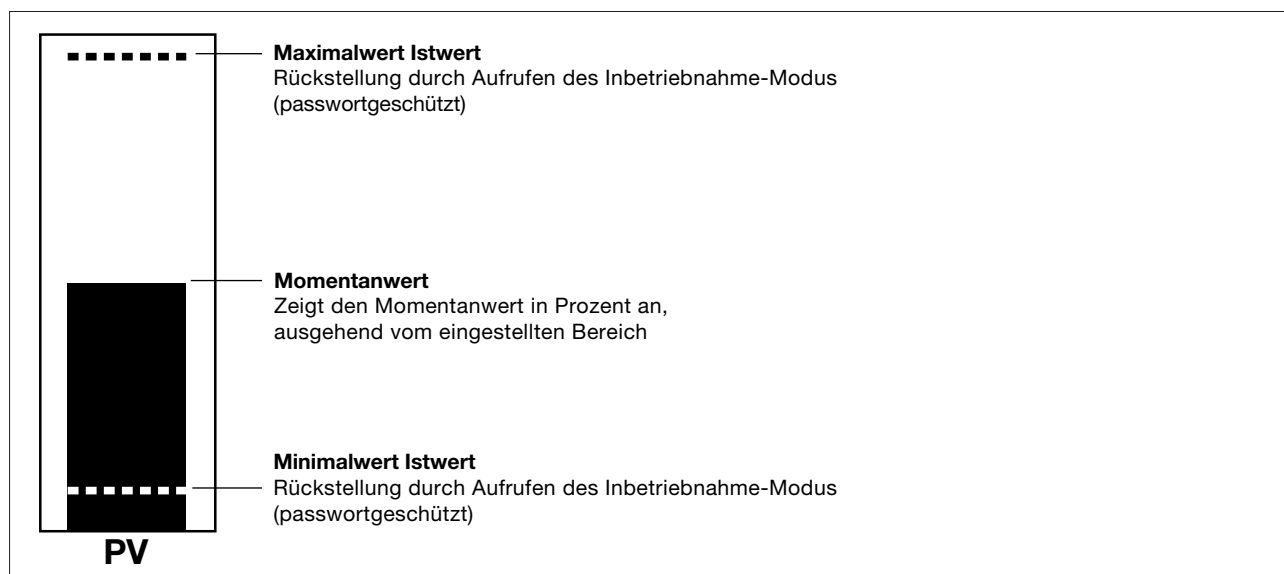 Maximalwert Istwert
Rückstellung durch Aufrufen des Inbetriebnahme-Modus
(passwortgeschützt)
Momentanwert
Zeigt den Momentanwert in Prozent an,
ausgehend vom eingestellten Bereich
Minimalwert Istwert
Rückstellung durch Aufrufen des Inbetriebnahme-Modus
(passwortgeschützt)
PV